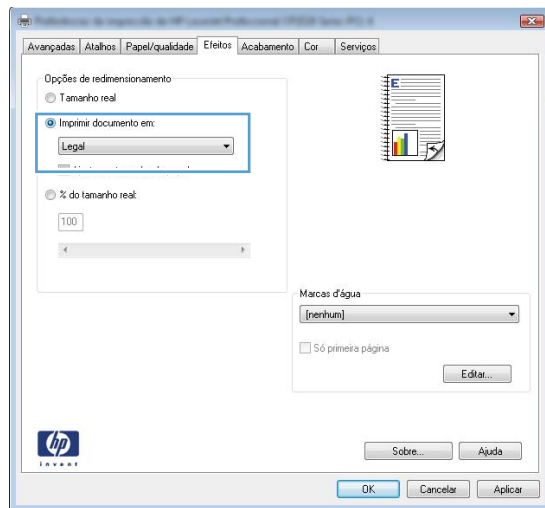 Avançadas Atalhos Papel/qualidade Efeitos Acabamento Cor Serviços
Opções de redimensionamento
Tamanho real
Imprimir documento em:
Legal
% do tamanho real:
100
Marcas d'água
[nenhum]
Só primeira página
Editar...
hp
invent
Sobre... Ajuda
OK Cancelar Aplicar